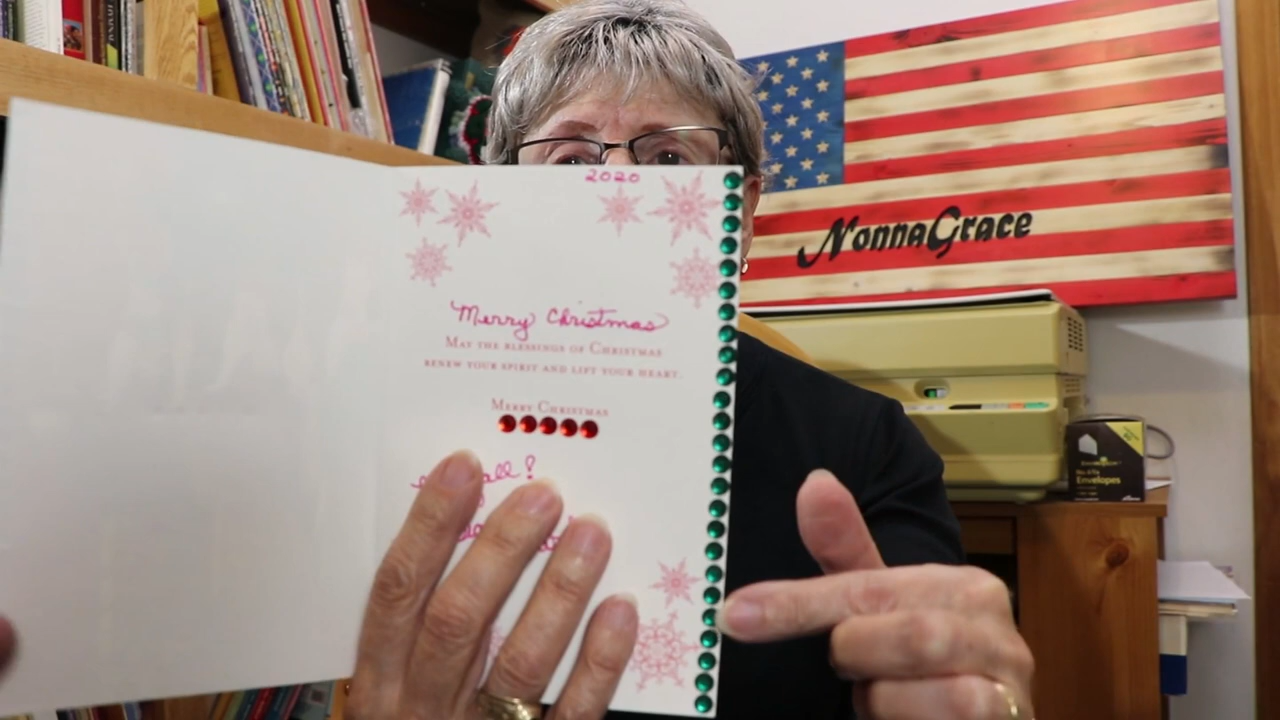 2020
Merry Christmas
May the blessings of Christmas
renew your spirit and lift your heart.
Merry Christmas
all!
NonnaGrace
Envelopes